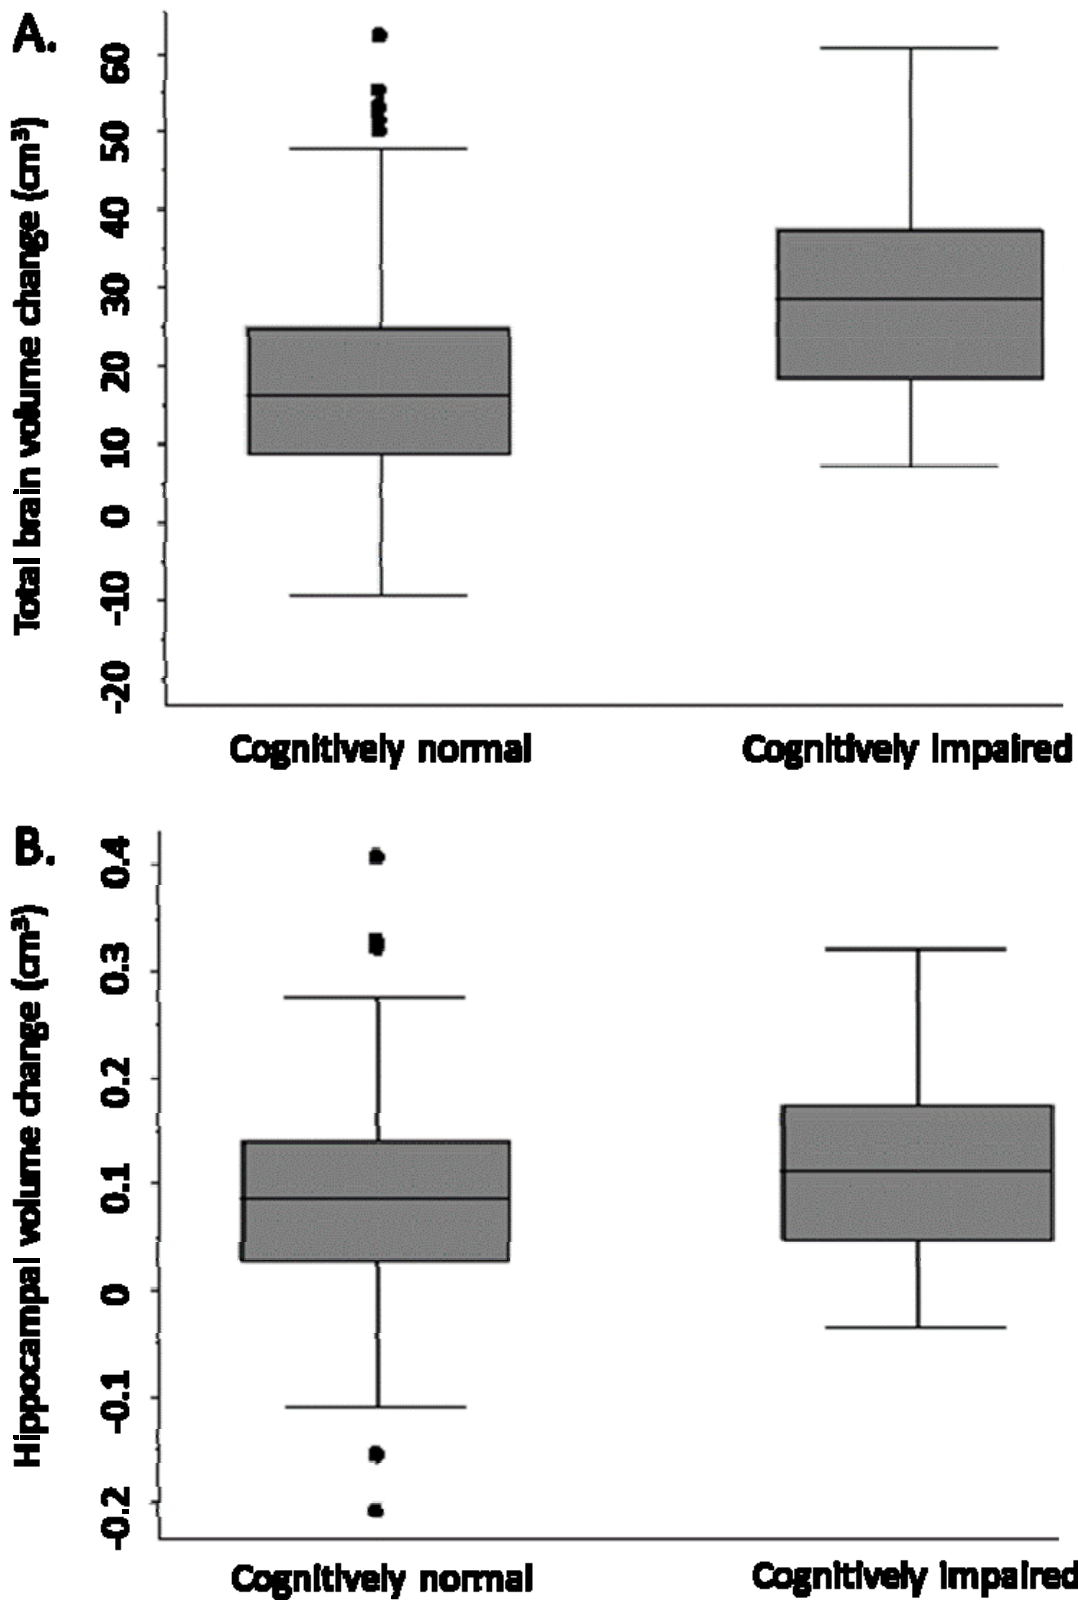 A.
Total brain volume change (cm³)
60
50
40
30
20
10
0
-10
-20
Cognitively normal
Cognitively impaired
B.
Hippocampal volume change (cm³)
0.4
0.3
0.2
0.1
0
-0.1
-0.2
Cognitively normal
Cognitively impaired